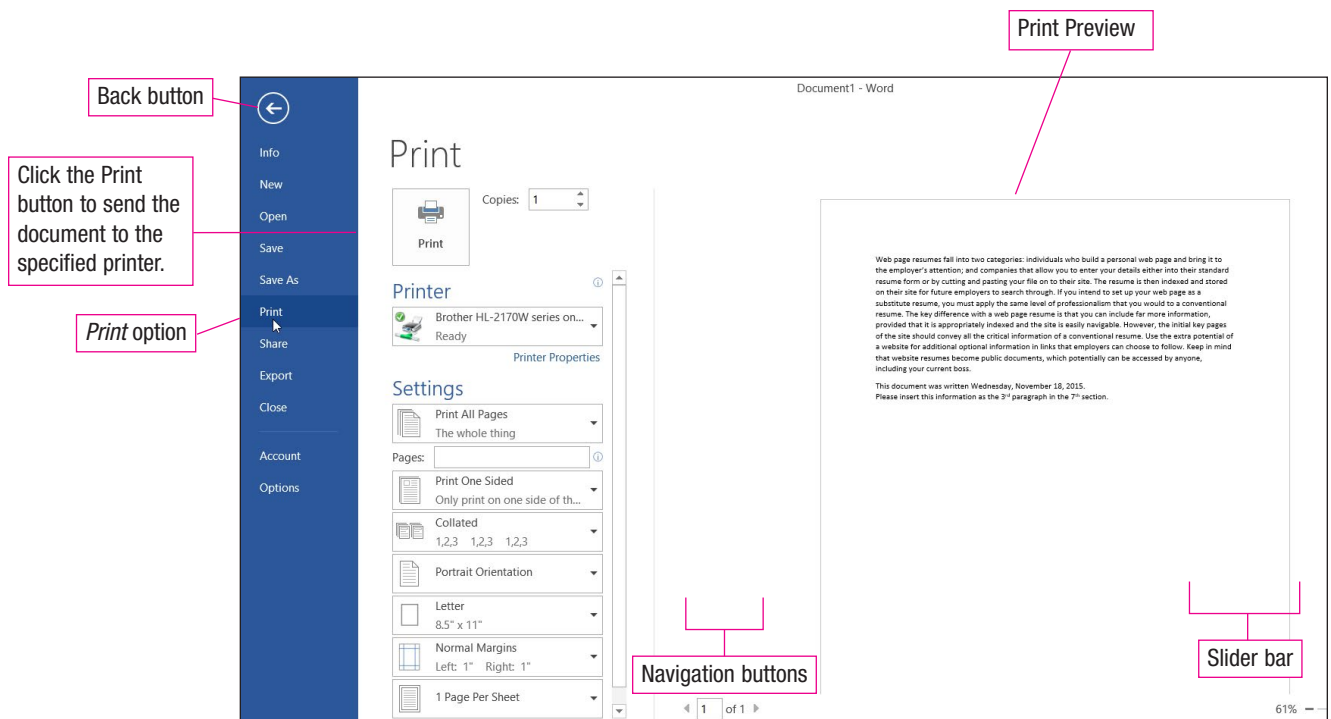 Print Preview
Document1 - Word
Back button
Info
New
Open
Save
Save As
Print
Share
Export
Close
Account
Options
Click the Print
button to send the
document to the
specified printer.
Print option
Print
Copies: 1
Print
Printer
Brother HL-2170W series on...
Ready
Printer Properties
Settings
Print All Pages
The whole thing
Pages:
Print One Sided
Only print on one side of th...
Collated
1,2,3 1,2,3 1,2,3
Portrait Orientation
Letter
8.5" x 11"
Normal Margins
Left: 1" Right: 1"
1 Page Per Sheet
Web page resumes fall into two categories: individuals who build a personal web page and bring it to
the employer's attention; and companies that allow you to enter your details either into their standard
resume form or by cutting and pasting your file on to their site. The resume is then indexed and stored
on their site for future employers to search through. If you intend to set up your web page as a
substitute resume, you must apply the same level of professionalism that you would to a conventional
resume. The key difference with a web page resume is that you can include far more information,
provided that it is appropriately indexed and the site is easily navigable. However, the initial key pages
of the site should convey all the critical information of a conventional resume. Use the extra potential of
a website for additional optional information in links that employers can choose to follow. Keep in mind
that website resumes become public documents, which potentially can be accessed by anyone,
including your current boss.
This document was written Wednesday, November 18, 2015.
Please insert this information as the 3rd paragraph in the 7th section.
Navigation buttons
Slider bar
1 of 1
61%